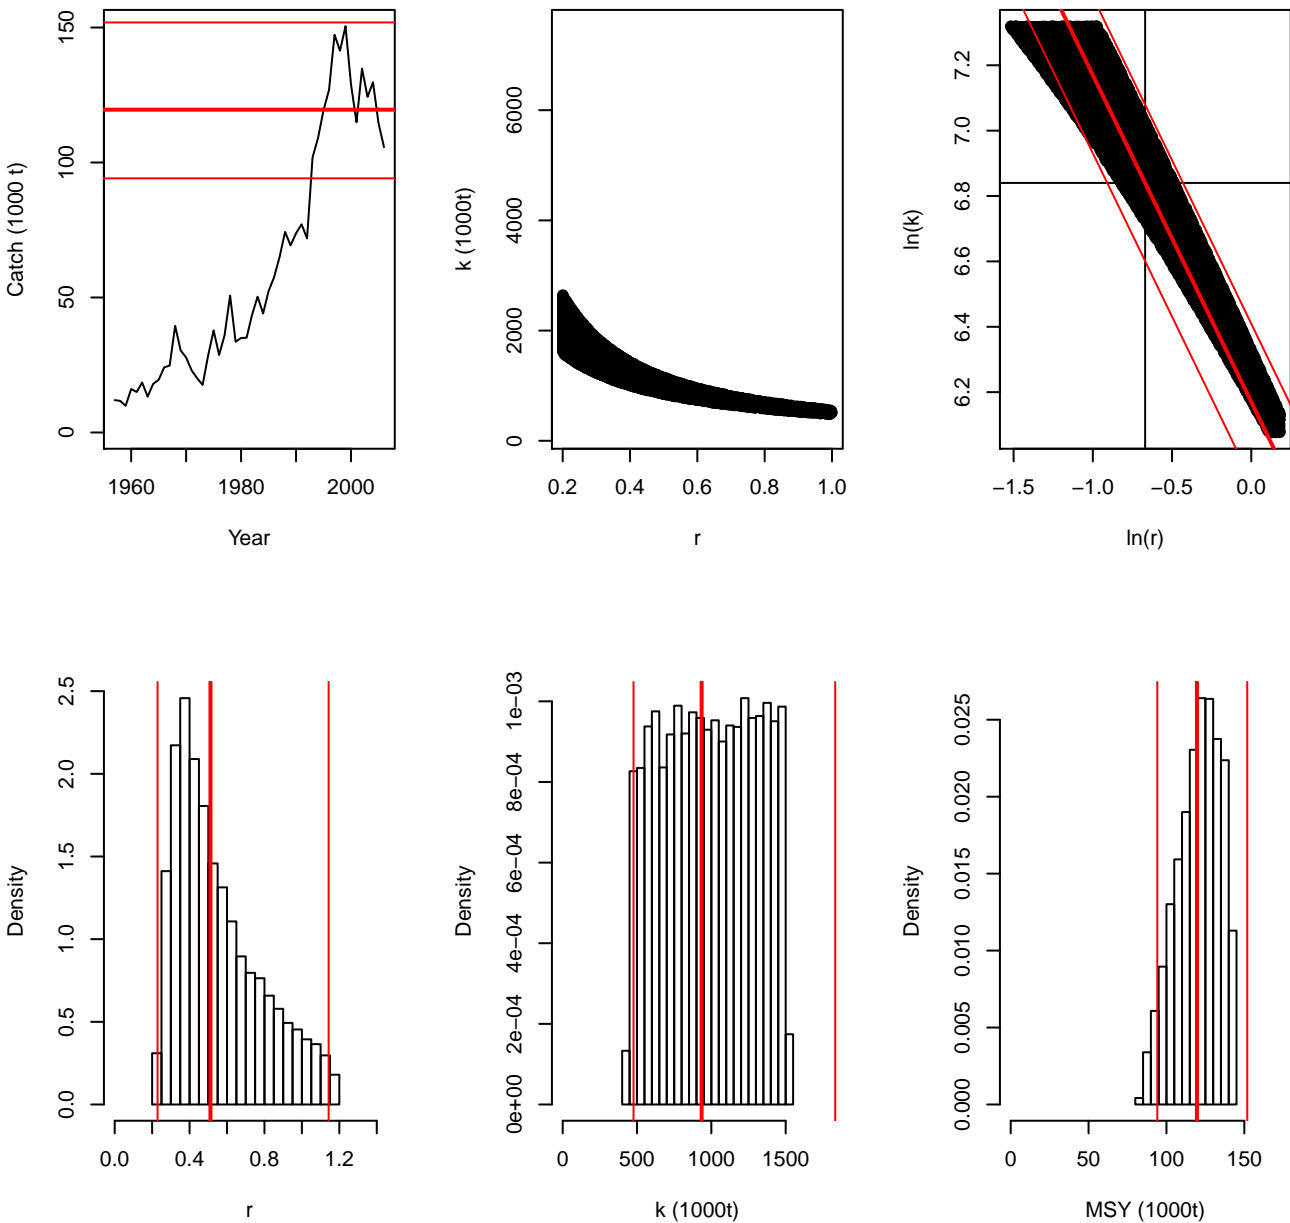 Catch (1000 t)
0
50
100
150
1960
1980
2000
Year
k (1000t)
0
2000
4000
6000
0.2
0.4
0.6
0.8
1.0
r
ln(k)
6.2
6.4
6.6
6.8
7.0
7.2
−1.5
−1.0
−0.5
0.0
ln(r)
Density
0.0
0.5
1.0
1.5
2.0
2.5
0.0
0.4
0.8
1.2
r
Density
0e+00
2e−04
4e−04
6e−04
8e−04
1e−03
0
500
1000
1500
k (1000t)
Density
0.000
0.005
0.010
0.015
0.020
0.025
0
50
100
150
MSY (1000t)